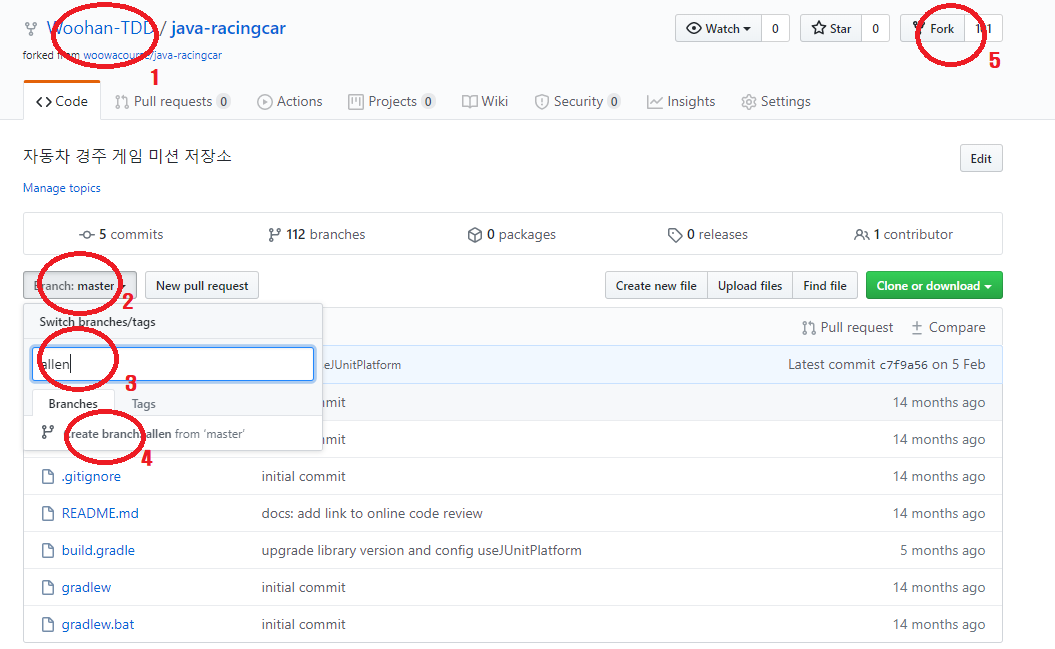 Woohan-TDD / java-racingcar
Watch 0 Star 0 Fork
forked from woowacourse/java-racingcar
1
5
Code Pull requests 0 Actions Projects 0 Wiki Security 0 Insights Settings
자동차 경주 게임 미션 저장소
Edit
Manage topics
5 commits 112 branches 0 packages 0 releases 1 contributor
Branch: master New pull request Create new file Upload files Find file Clone or download
2
Switch branches/tags
Pull request Compare
allen
eJUnitPlatform Latest commit c7f9a56 on 5 Feb
3
Branches Tags
14 months ago
Create branch: allen from ‘master’
14 months ago
4
.gitignore initial commit 14 months ago
README.md docs: add link to online code review 14 months ago
build.gradle upgrade library version and config useJUnitPlatform 5 months ago
gradlew initial commit 14 months ago
gradlew.bat initial commit 14 months ago